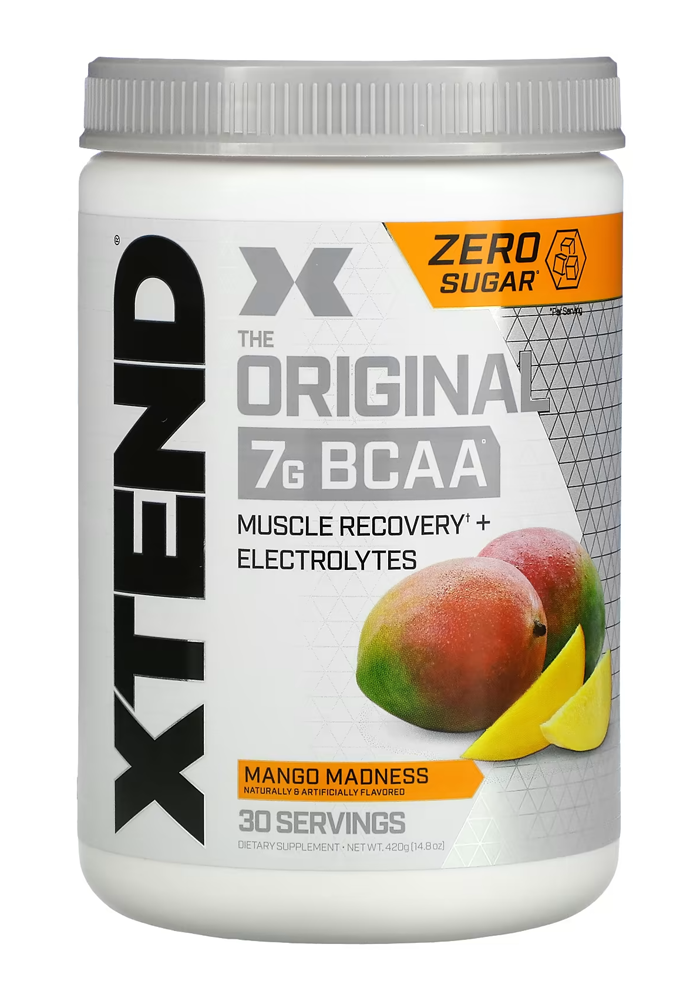 XTEND®
ZERO
SUGAR*
*Per Serving
X
THE
ORIGINAL
7G BCAA°
MUSCLE RECOVERY† +
ELECTROLYTES
MANGO MADNESS
NATURALLY & ARTIFICIALLY FLAVORED
30 SERVINGS
DIETARY SUPPLEMENT • NET WT. 420g (14.8 oz)